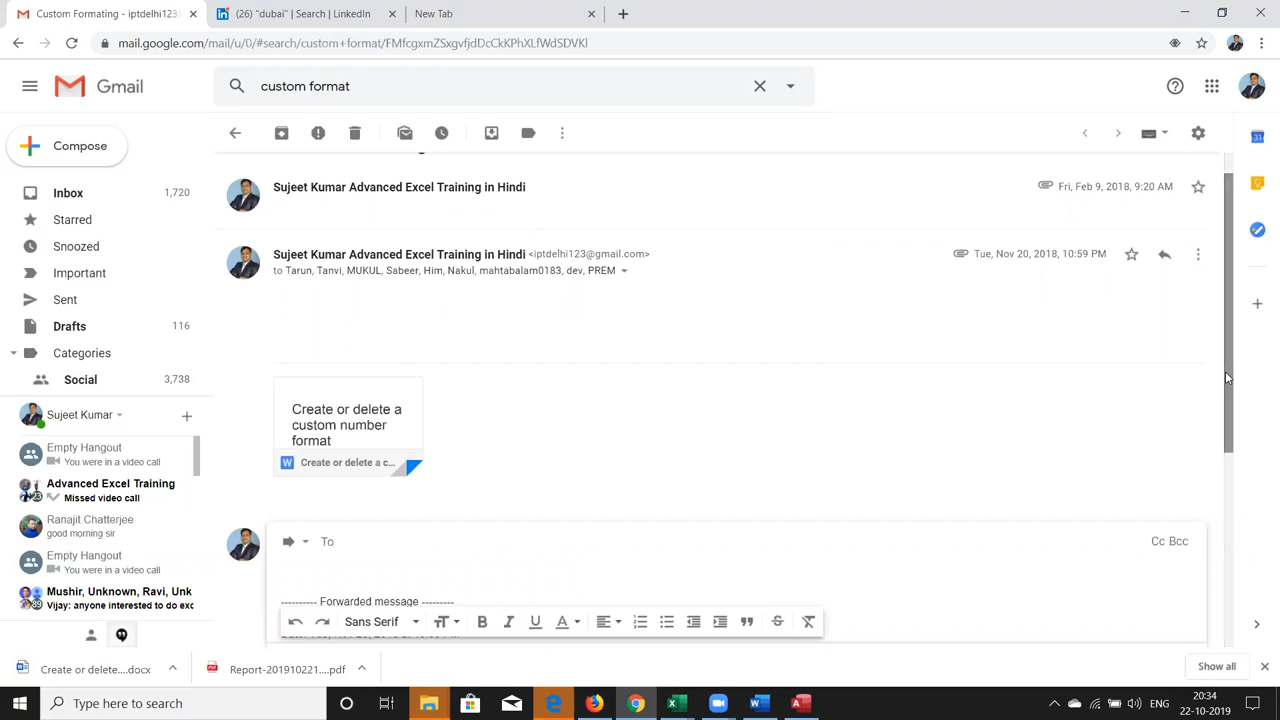 Custom Formating - iptdelhi123
(26) "dubai" | Search | LinkedIn
New Tab
mail.google.com/mail/u/0/#search/custom+format/FMfcgxmZSxgvfjdDcCkKPhXLfWdSDVKl
Gmail
custom format
Compose
Inbox 1,720
Starred
Snoozed
Important
Sent
Drafts 116
Categories
Social 3,738
Sujeet Kumar
Empty Hangout
You were in a video call
Advanced Excel Training
23 Missed video call
Ranajit Chatterjee
good morning sir
Empty Hangout
You were in a video call
Mushir, Unknown, Ravi, Unk
89 Vijay: anyone interested to do exc
Sujeet Kumar Advanced Excel Training in Hindi
Fri, Feb 9, 2018, 9:20 AM
Sujeet Kumar Advanced Excel Training in Hindi <iptdelhi123@gmail.com>
Tue, Nov 20, 2018, 10:59 PM
to Tarun, Tanvi, MUKUL, Sabeer, Him, Nakul, mahtabalam0183, dev, PREM
Create or delete a
custom number
format
W Create or delete a c...
To
Cc Bcc
---------- Forwarded message ---------
Sans Serif
31
Create or delete....docx
Report-201910221....pdf
Show all
Type here to search
ENG
20:34
22-10-2019